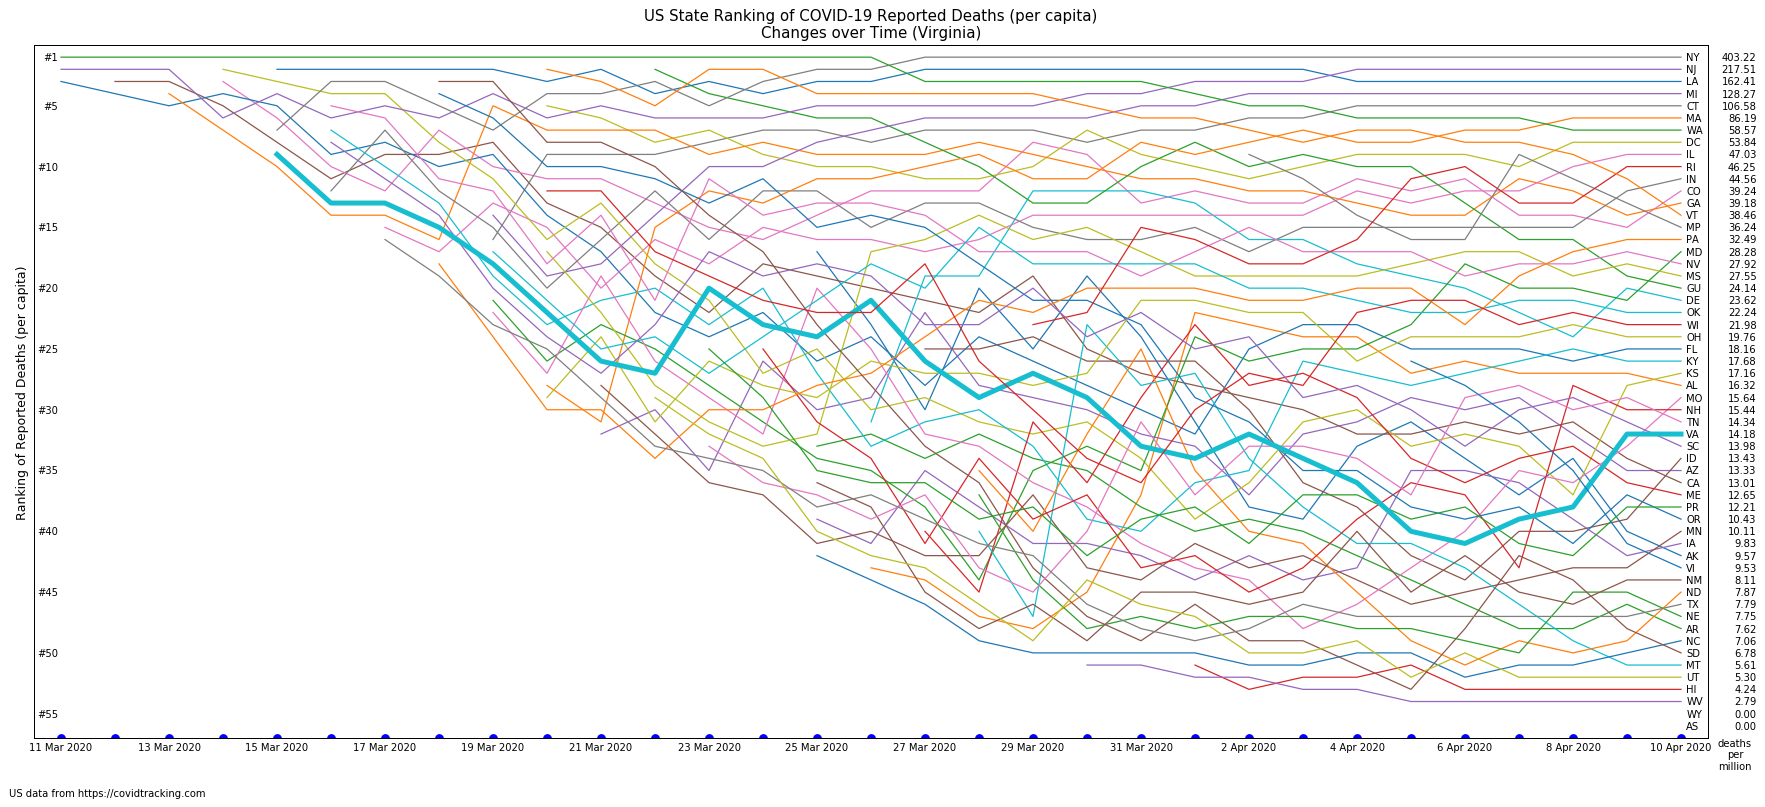 US State Ranking of COVID-19 Reported Deaths (per capita)
Changes over Time (Virginia)
Ranking of Reported Deaths (per capita)
#1
#5
#10
#15
#20
#25
#30
#35
#40
#45
#50
#55
NY 403.22
NJ 217.51
LA 162.41
MI 128.27
CT 106.58
MA 86.19
WA 58.57
DC 53.84
IL 47.03
RI 46.25
IN 44.56
CO 39.24
GA 39.18
VT 38.46
MP 36.24
PA 32.49
MD 28.28
NV 27.92
MS 27.55
GU 24.14
DE 23.62
OK 22.24
WI 21.98
OH 19.76
FL 18.16
KY 17.68
KS 17.16
AL 16.32
MO 15.64
NH 15.44
TN 14.34
VA 14.18
SC 13.98
ID 13.43
AZ 13.33
CA 13.01
ME 12.65
PR 12.21
OR 10.43
MN 10.11
IA 9.83
AK 9.57
VI 9.53
NM 8.11
ND 7.87
TX 7.79
NE 7.75
AR 7.62
NC 7.06
SD 6.78
MT 5.61
UT 5.30
HI 4.24
WV 2.79
WY 0.00
AS 0.00
11 Mar 2020 13 Mar 2020 15 Mar 2020 17 Mar 2020 19 Mar 2020 21 Mar 2020 23 Mar 2020 25 Mar 2020 27 Mar 2020 29 Mar 2020 31 Mar 2020 2 Apr 2020 4 Apr 2020 6 Apr 2020 8 Apr 2020 10 Apr 2020
deaths
per
million
US data from https://covidtracking.com